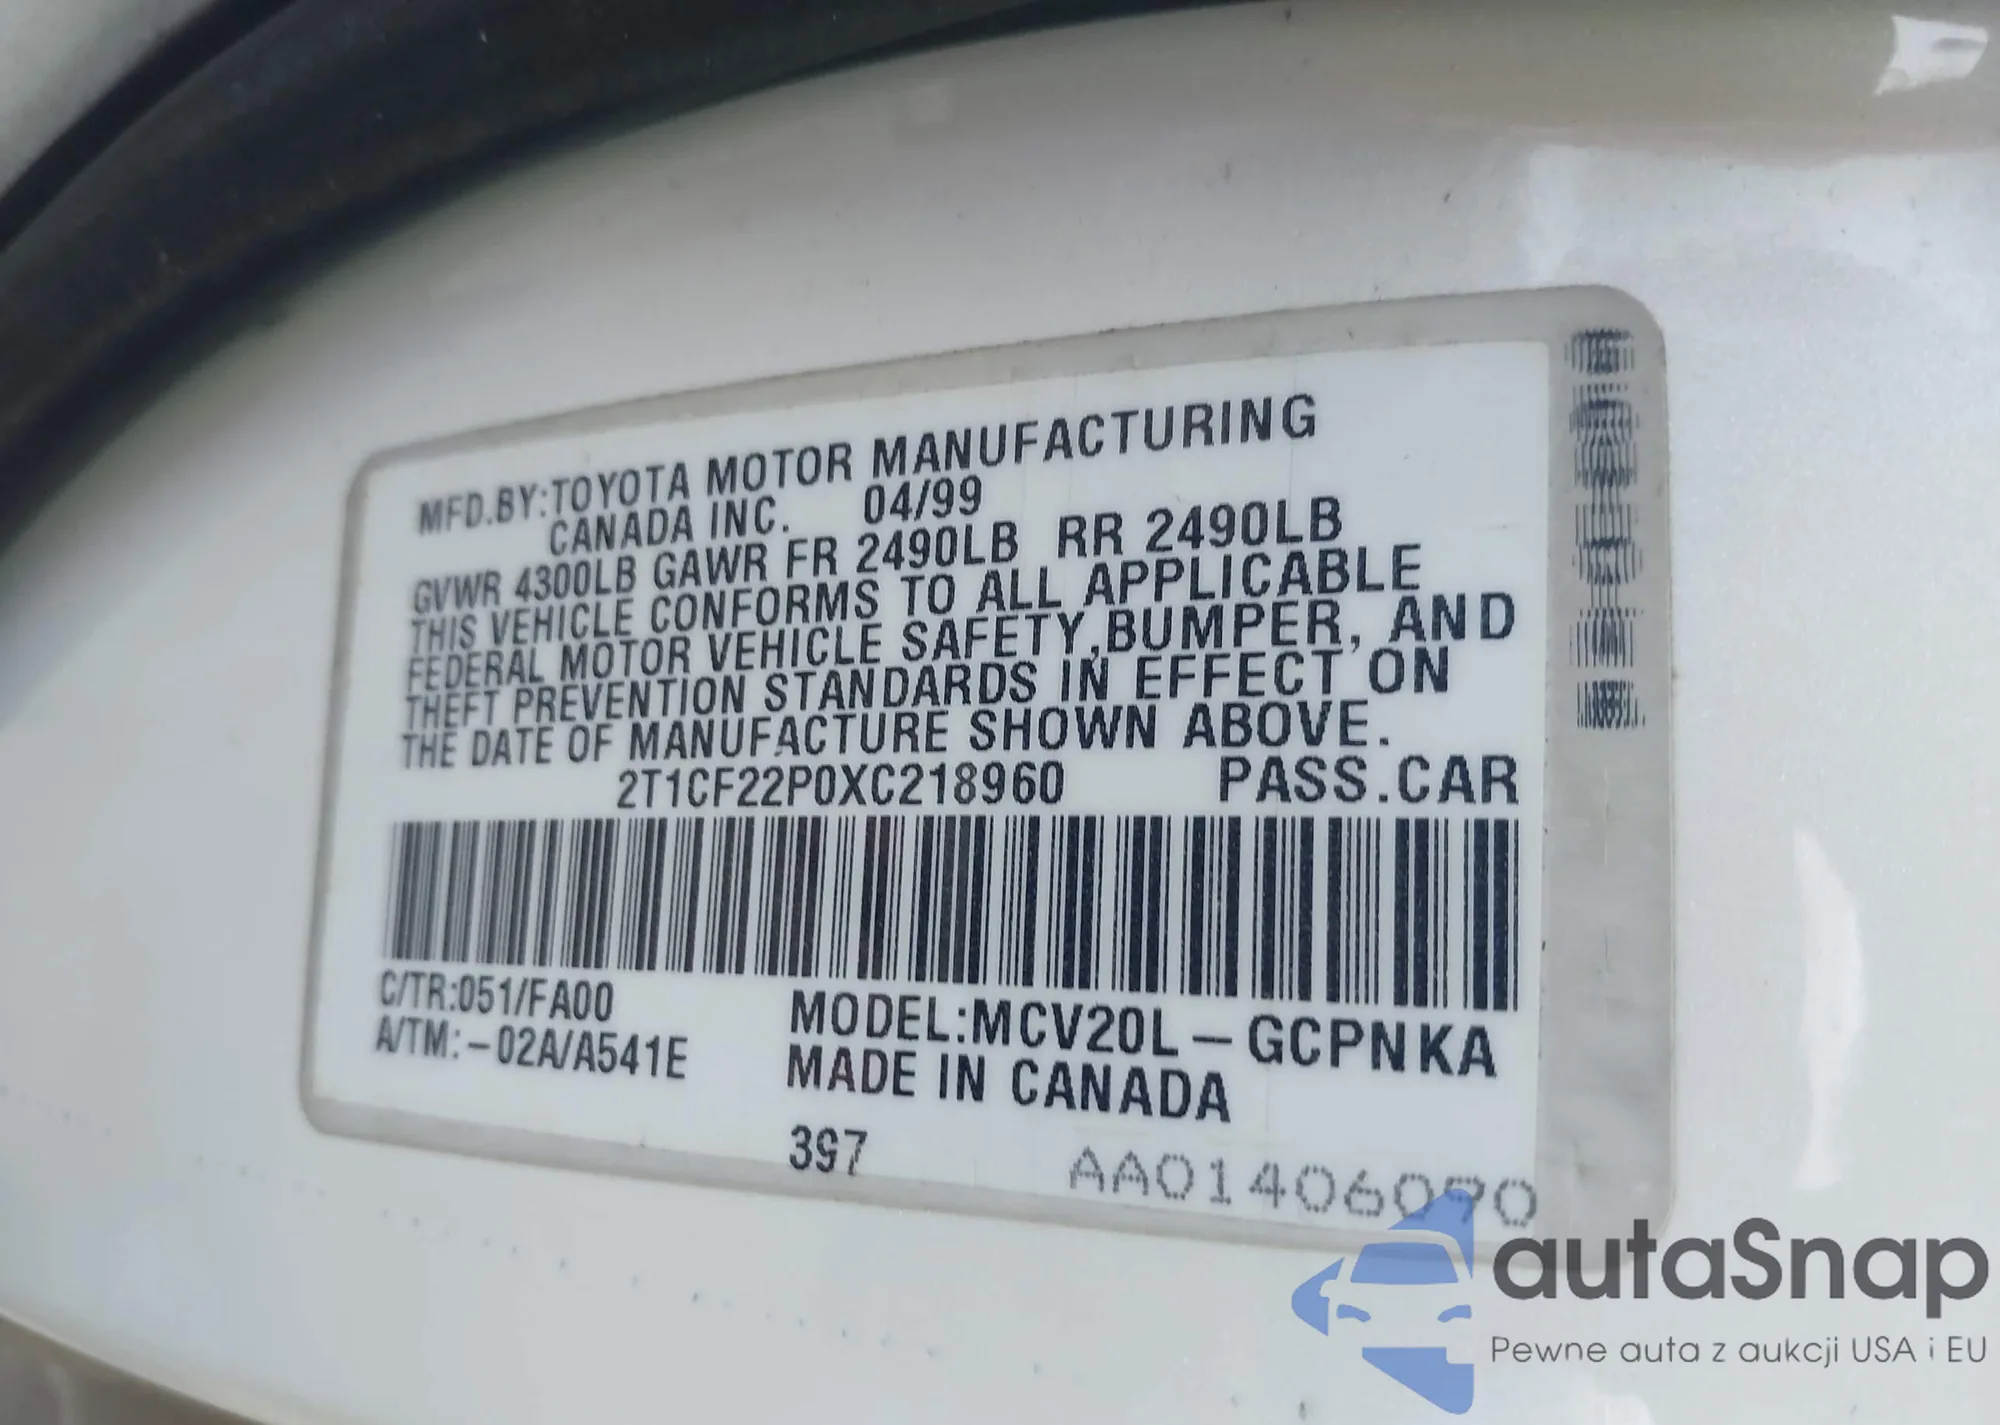 MFD.BY:TOYOTA MOTOR MANUFACTURING
CANADA INC. 04/99
GVWR 4300LB GAWR FR 2490LB RR 2490LB
THIS VEHICLE CONFORMS TO ALL APPLICABLE
FEDERAL MOTOR VEHICLE SAFETY,BUMPER, AND
THEFT PREVENTION STANDARDS IN EFFECT ON
THE DATE OF MANUFACTURE SHOWN ABOVE.
2T1CF22P0XC218960 PASS.CAR
C/TR:051/FA00
A/TM:-02A/A541E
MODEL:MCV20L-GCPNKA
MADE IN CANADA
397
AA01406090
autaSnap
Pewne auta z aukcji USA i EU